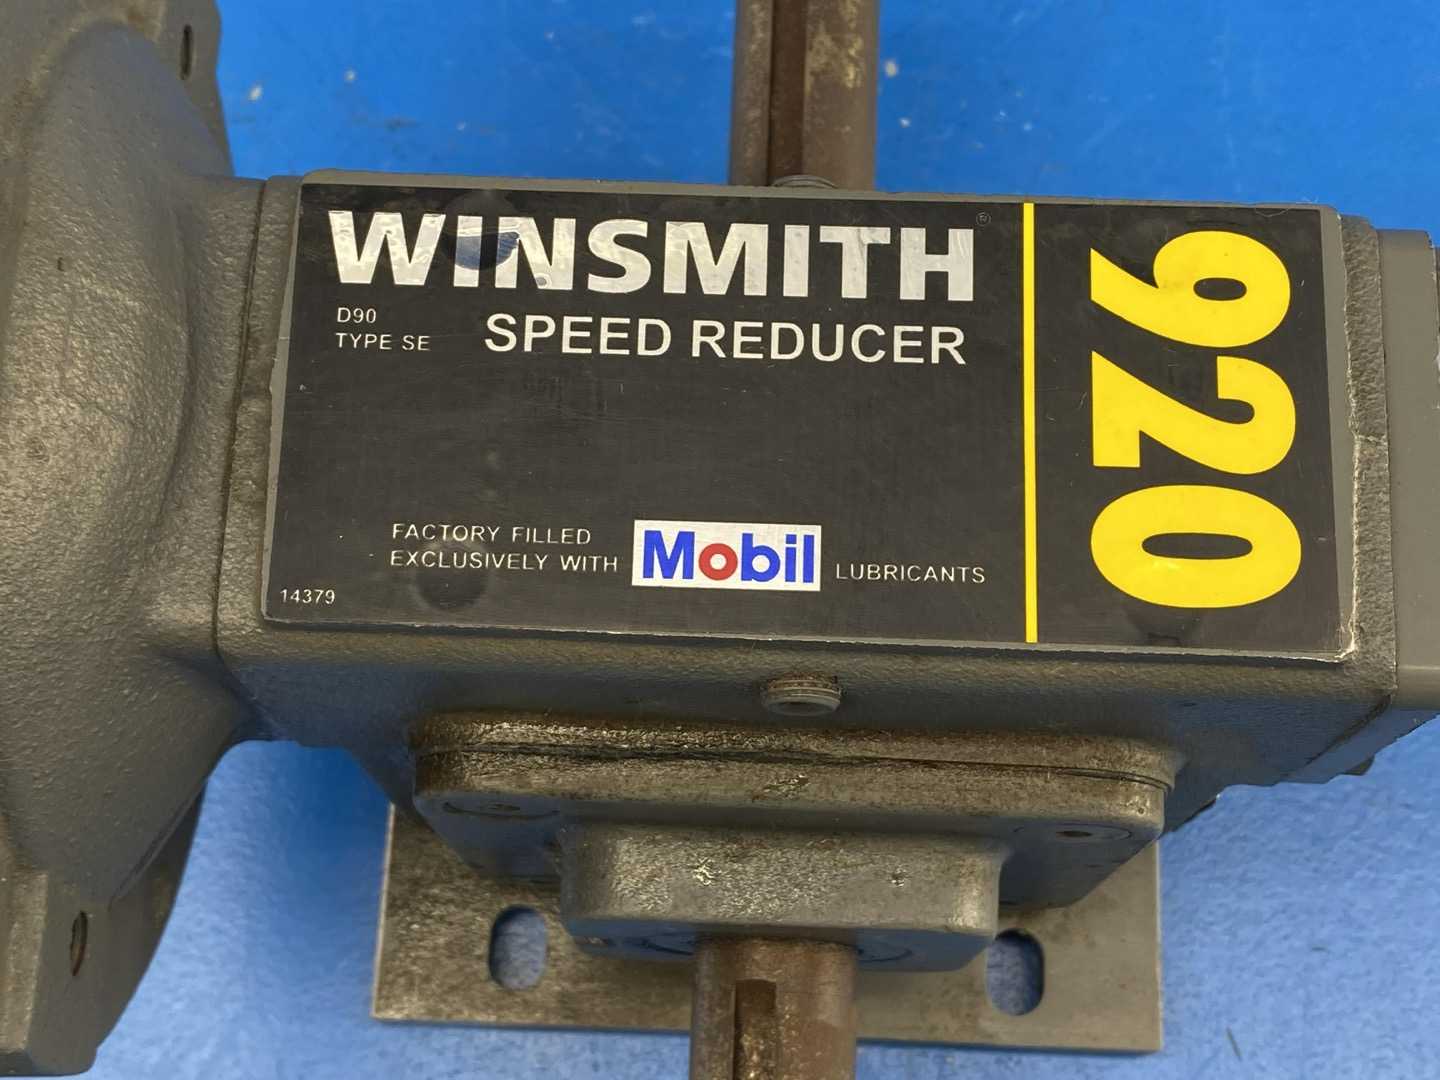 WINSMITH®
D90
TYPE SE
SPEED REDUCER
FACTORY FILLED
EXCLUSIVELY WITH Mobil LUBRICANTS
14379
920